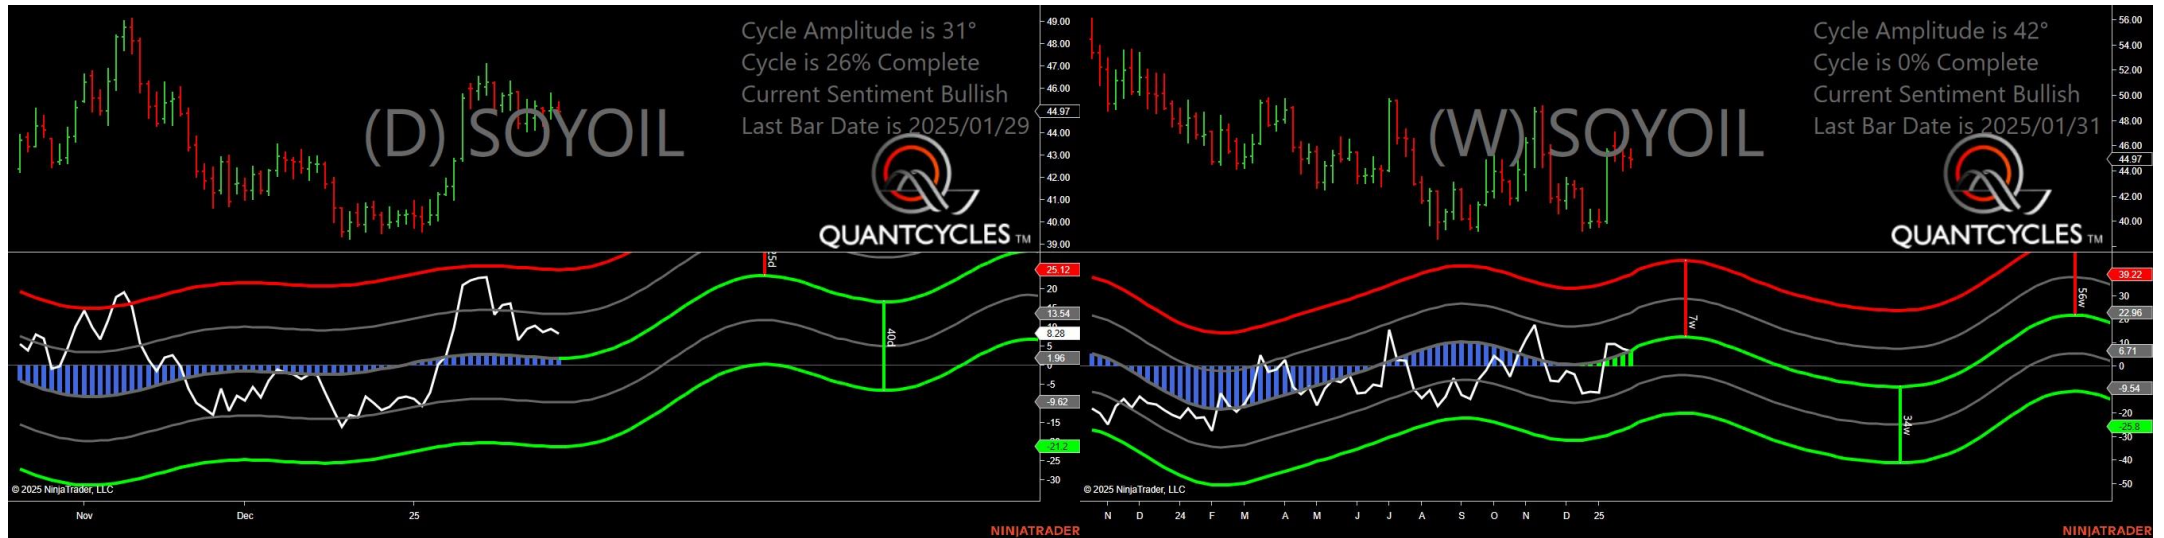 Cycle Amplitude is 31°
Cycle is 26% Complete
Current Sentiment Bullish
Last Bar Date is 2025/01/29
(D) SOYOIL
QUANTCYCLES TM
49.00
48.00
47.00
46.00
44.97
44.00
43.00
42.00
41.00
40.00
39.00
25.12
20
13.54
8.28
5
1.96
0
-5
-9.62
-15
-21.2
-25
-30
40d
© 2025 NinjaTrader, LLC
Nov
Dec
25
NINJATRADER
Cycle Amplitude is 42°
Cycle is 0% Complete
Current Sentiment Bullish
Last Bar Date is 2025/01/31
(W) SOYOIL
QUANTCYCLES TM
56.00
54.00
52.00
50.00
48.00
46.00
44.97
44.00
42.00
40.00
39.22
30
22.96
10
6.71
0
-9.54
-20
-25.8
-30
-40
-50
7w
34w
56w
© 2025 NinjaTrader, LLC
N D 24 F M A M J J A S O N D 25
NINJATRADER